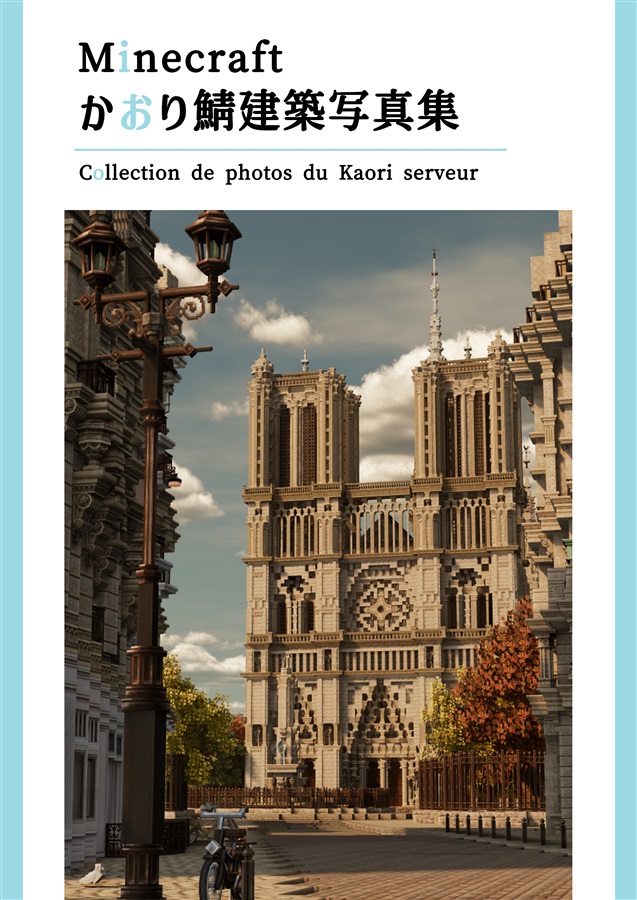 Minecraft
かおり鯖建築写真集
Collection de photos du Kaori serveur